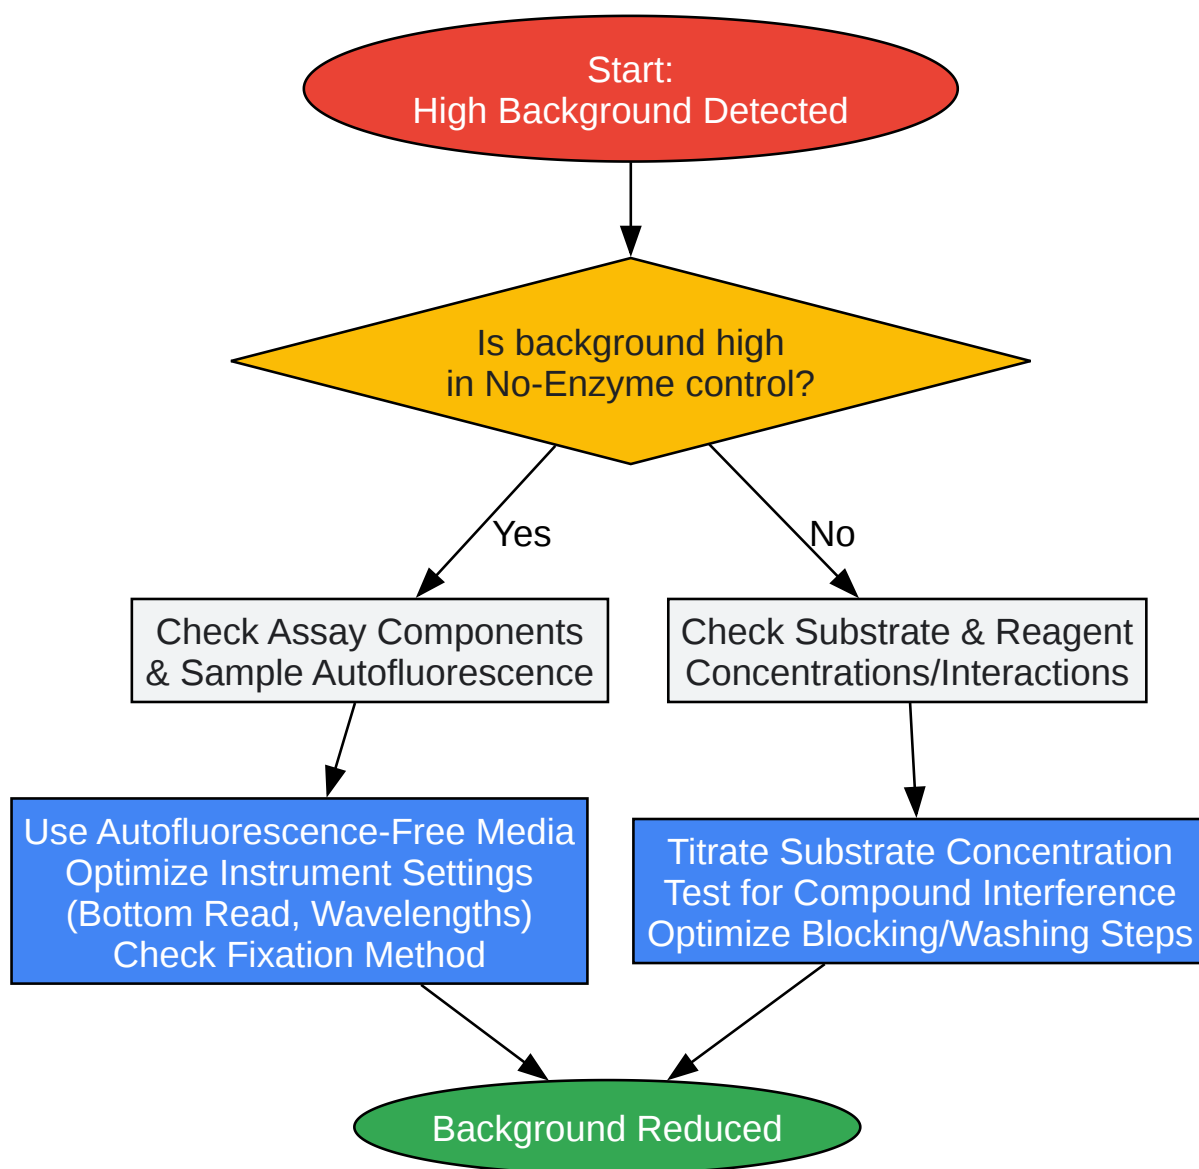 Start:
High Background Detected
Is background high
in No-Enzyme control?
Yes
No
Check Assay Components
& Sample Autofluorescence
Check Substrate & Reagent
Concentrations/Interactions
Use Autofluorescence-Free Media
Optimize Instrument Settings
(Bottom Read, Wavelengths)
Check Fixation Method
Titrate Substrate Concentration
Test for Compound Interference
Optimize Blocking/Washing Steps
Background Reduced